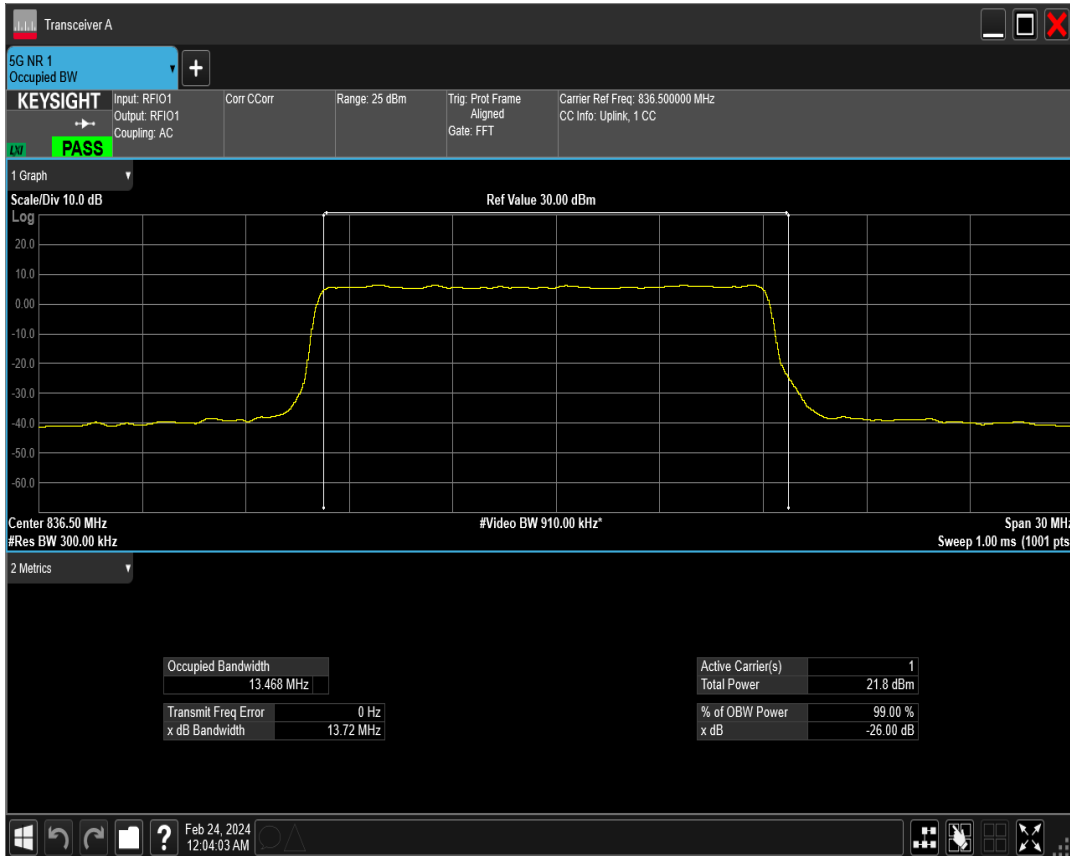 Transceiver A
5G NR 1
Occupied BW
+
KEYSIGHT
LXI
PASS
Input: RFIO1
Output: RFIO1
Coupling: AC
Corr CCorr
Range: 25 dBm
Trig: Prot Frame
Aligned
Gate: FFT
Carrier Ref Freq: 836.500000 MHz
CC Info: Uplink, 1 CC
1 Graph
Scale/Div 10.0 dB
Ref Value 30.00 dBm
Log
20.0
10.0
0.00
-10.0
-20.0
-30.0
-40.0
-50.0
-60.0
Center 836.50 MHz
#Video BW 910.00 kHz*
Span 30 MHz
#Res BW 300.00 kHz
Sweep 1.00 ms (1001 pts
2 Metrics
Occupied Bandwidth
13.468 MHz
Transmit Freq Error 0 Hz
x dB Bandwidth 13.72 MHz
Active Carrier(s) 1
Total Power 21.8 dBm
% of OBW Power 99.00 %
x dB -26.00 dB
?
Feb 24, 2024
12:04:03 AM